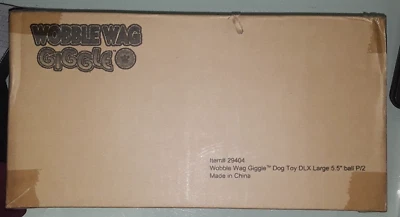 WOBBLE WAG
GIGGLE
Item# 29404
Wobble Wag Giggle™ Dog Toy DLX Large 5.5" ball P/2
Made in China